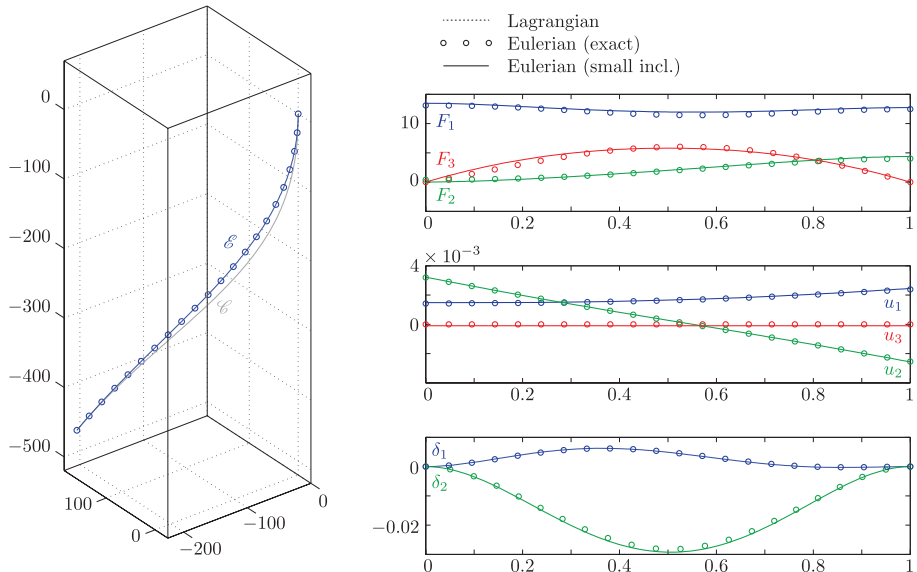 0
−100
−200
−300
−400
−500
100
0
−200
−100
0
ℰ
𝒞
Lagrangian
Eulerian (exact)
Eulerian (small incl.)
10
0
F1
F3
F2
0 0.2 0.4 0.6 0.8 1
× 10−3
4
0
u1
u3
u2
0 0.2 0.4 0.6 0.8 1
0
−0.02
δ1
δ2
0 0.2 0.4 0.6 0.8 1